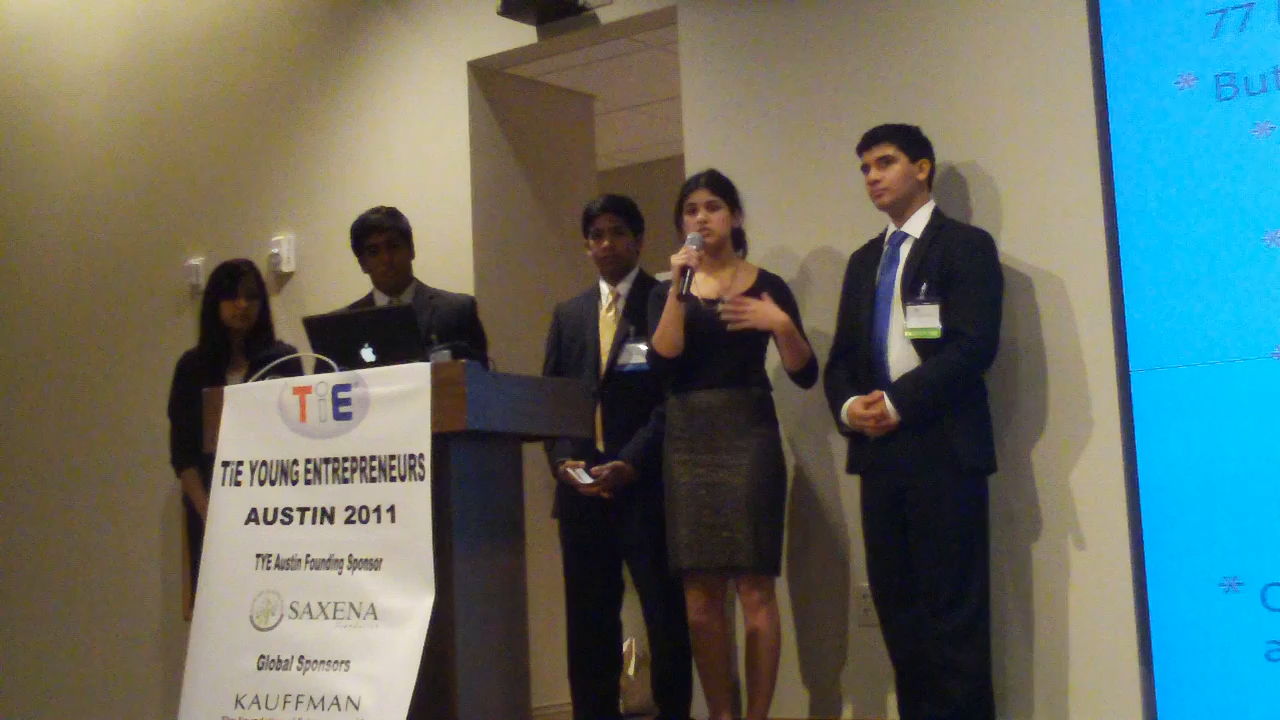 TiE
TiE YOUNG ENTREPRENEURS
AUSTIN 2011
TYE Austin Founding Sponsor
SAXENA
Global Sponsors
KAUFFMAN
77
* But
*
*